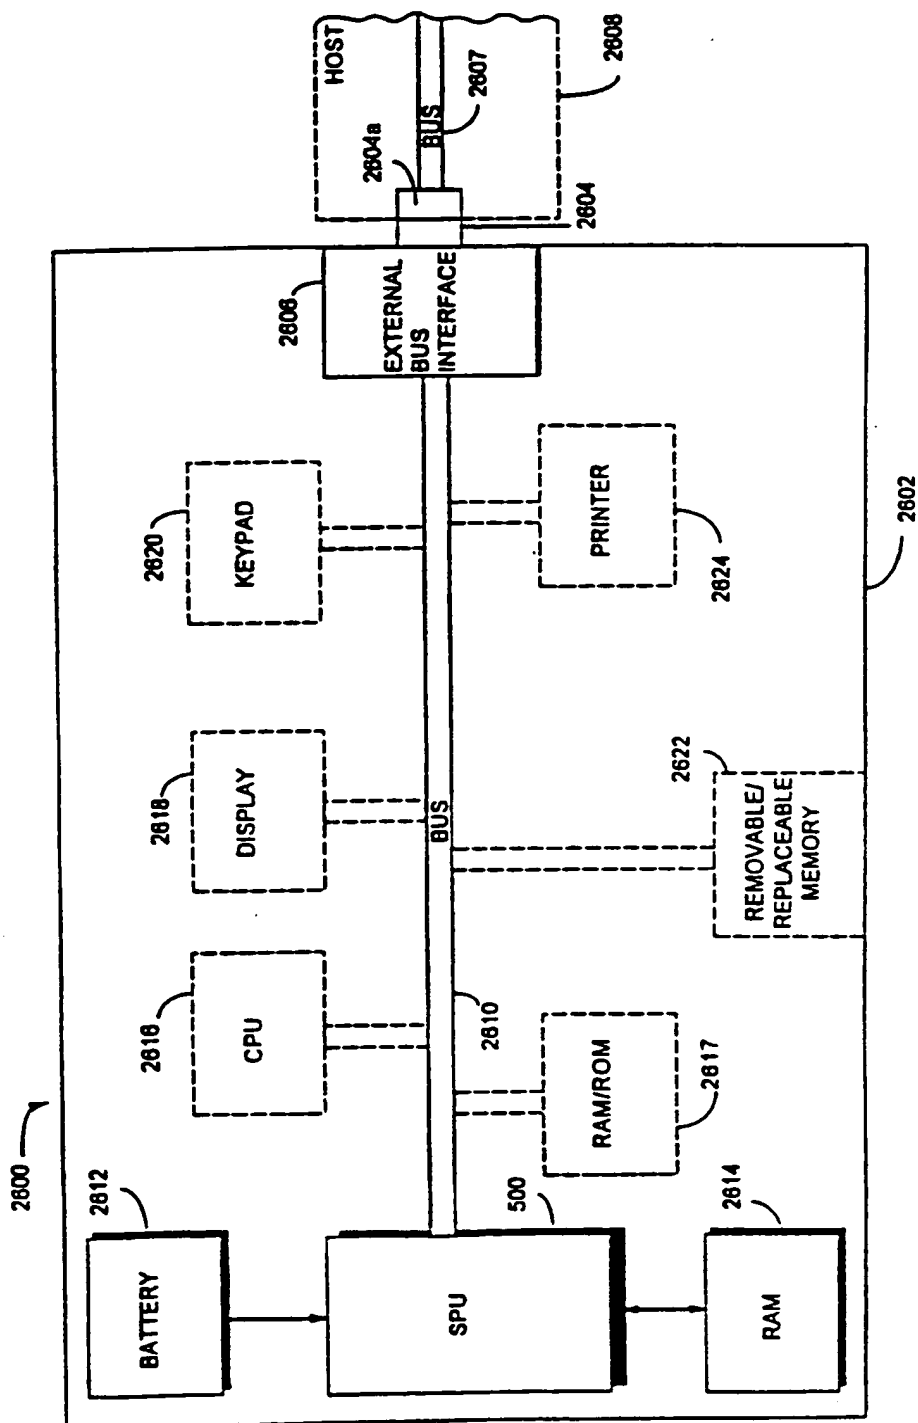 2600
BATTERY
2612
CPU
2616
DISPLAY
2618
KEYPAD
2620
EXTERNAL
BUS
INTERFACE
2606
HOST
2604a
BUS
2607
2604
2608
SPU
500
BUS
2610
RAM
2614
RAM/ROM
2617
REMOVABLE/
REPLACEABLE
MEMORY
2622
PRINTER
2624
2602